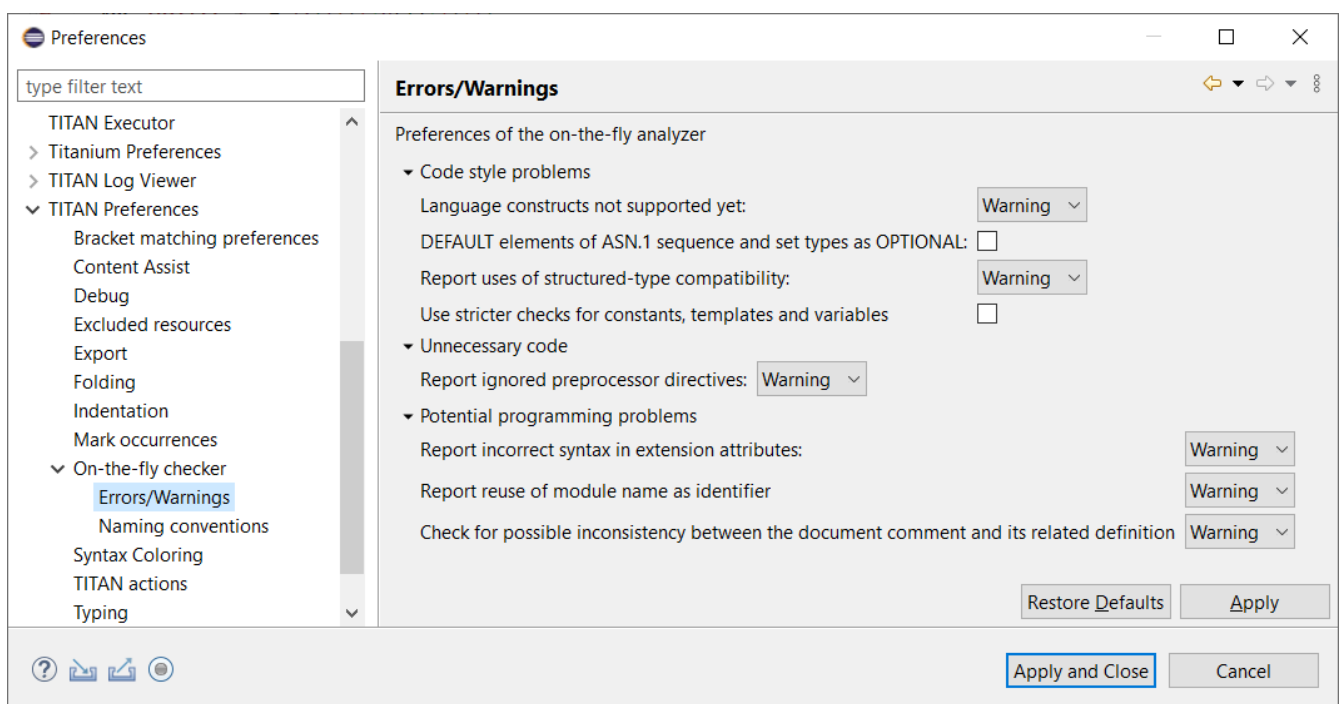 Preferences
type filter text
TITAN Executor
Titanium Preferences
TITAN Log Viewer
TITAN Preferences
Bracket matching preferences
Content Assist
Debug
Excluded resources
Export
Folding
Indentation
Mark occurrences
On-the-fly checker
Errors/Warnings
Naming conventions
Syntax Coloring
TITAN actions
Typing
Errors/Warnings
Preferences of the on-the-fly analyzer
Code style problems
Language constructs not supported yet: Warning
DEFAULT elements of ASN.1 sequence and set types as OPTIONAL:
Report uses of structured-type compatibility: Warning
Use stricter checks for constants, templates and variables
Unnecessary code
Report ignored preprocessor directives: Warning
Potential programming problems
Report incorrect syntax in extension attributes: Warning
Report reuse of module name as identifier Warning
Check for possible inconsistency between the document comment and its related definition Warning
Restore Defaults Apply
Apply and Close Cancel